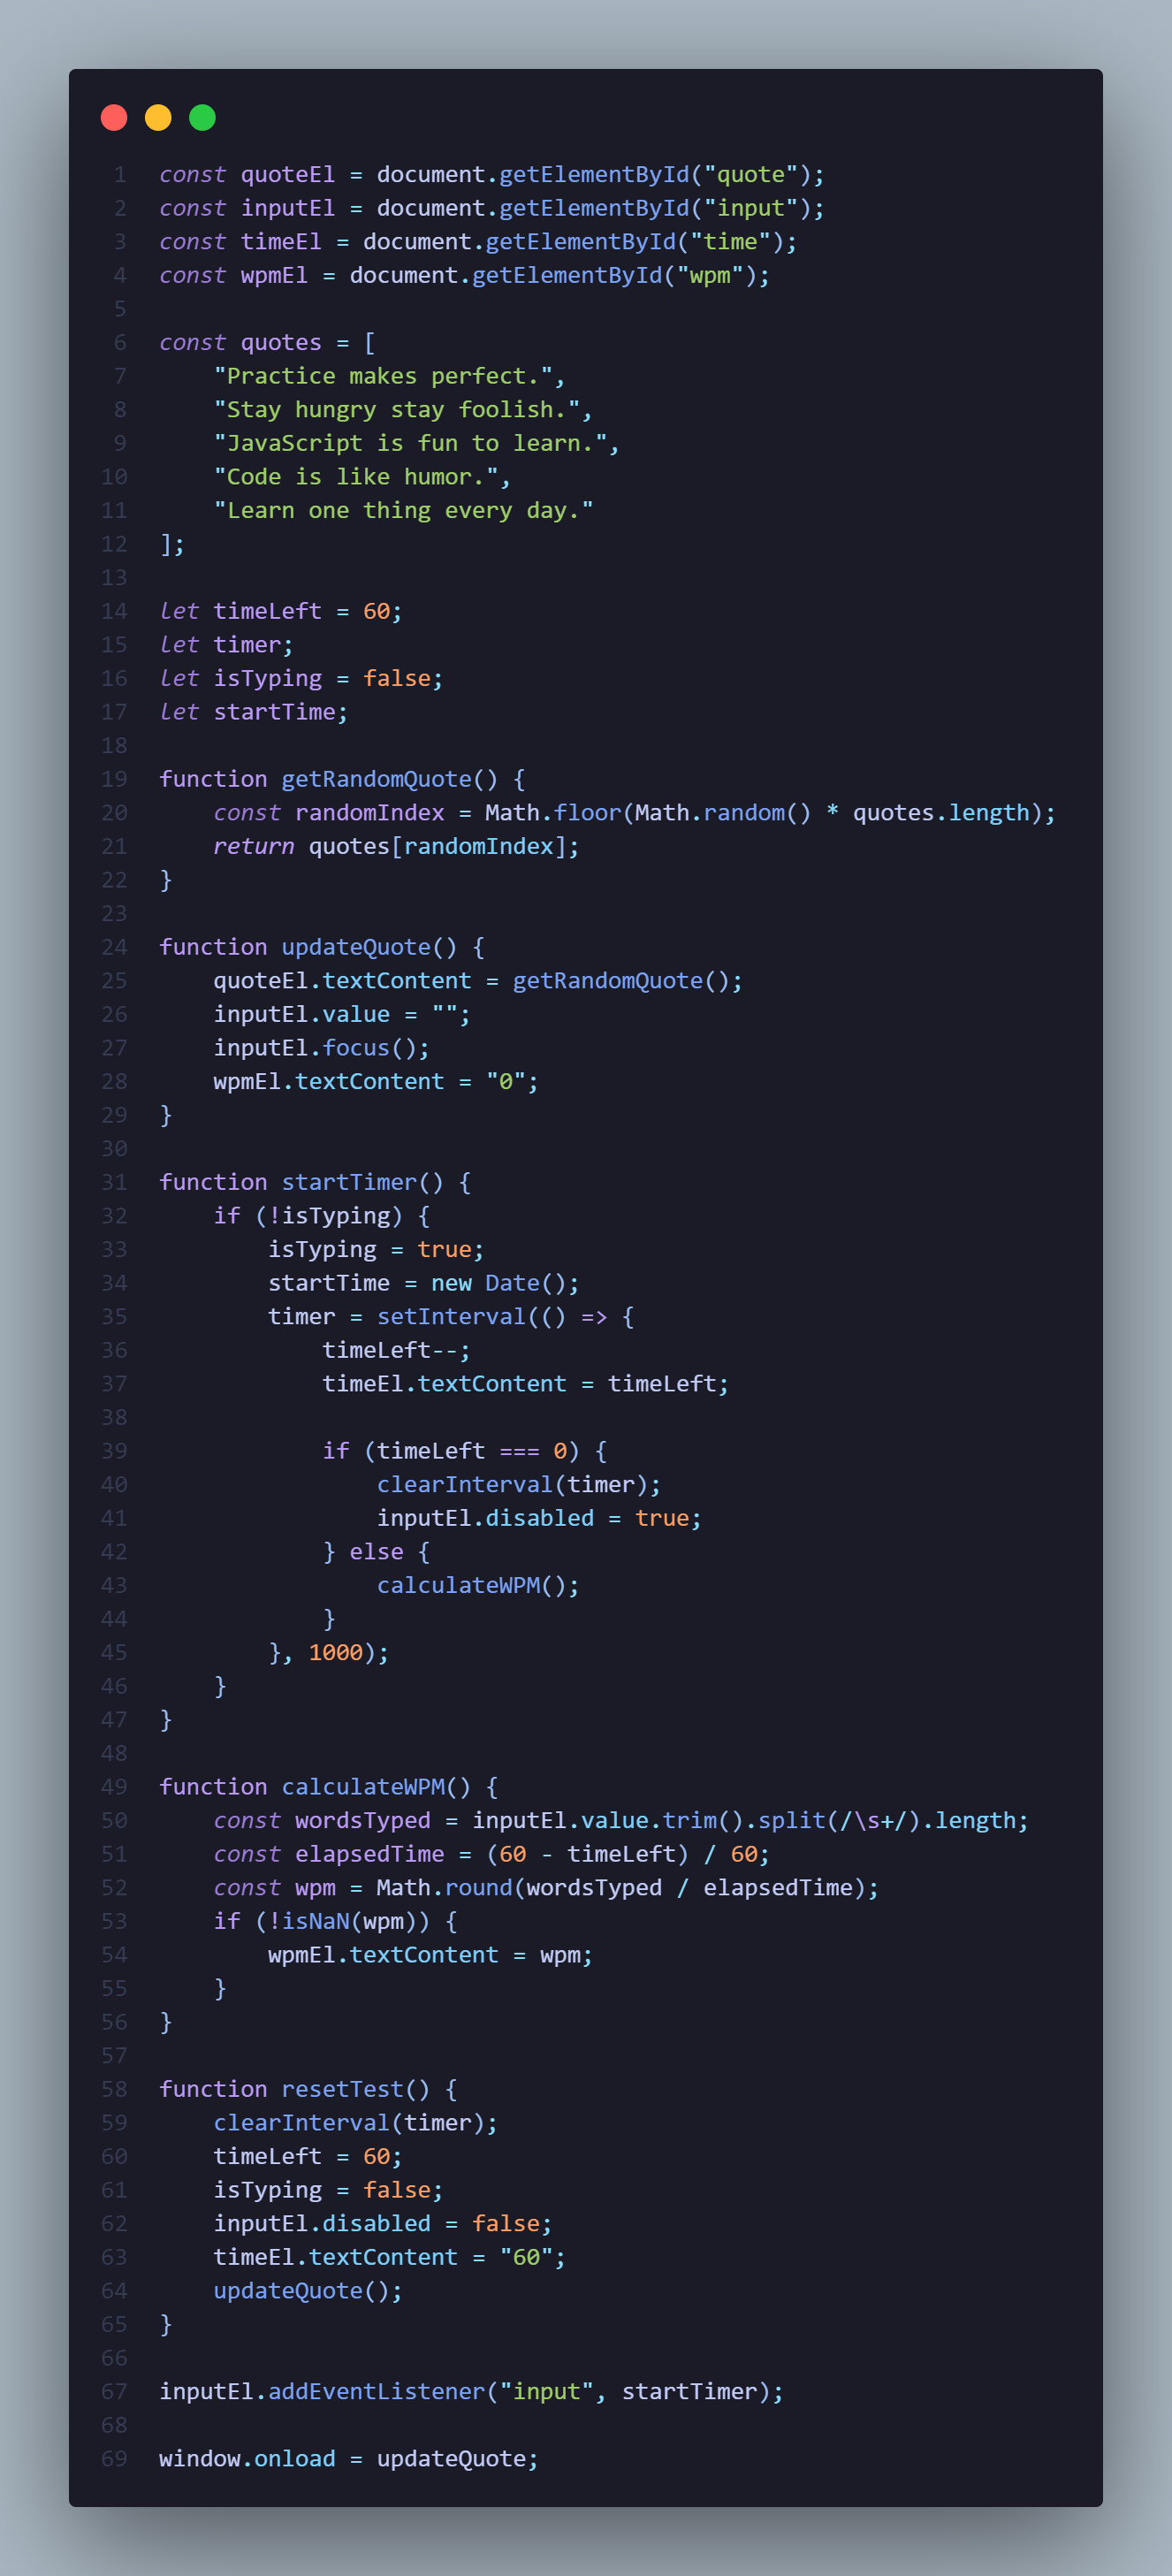 1 const quoteEl = document.getElementById("quote");
2 const inputEl = document.getElementById("input");
3 const timeEl = document.getElementById("time");
4 const wpmEl = document.getElementById("wpm");
5
6 const quotes = [
7     "Practice makes perfect.",
8     "Stay hungry stay foolish.",
9     "JavaScript is fun to learn.",
10     "Code is like humor.",
11     "Learn one thing every day."
12 ];
13
14 let timeLeft = 60;
15 let timer;
16 let isTyping = false;
17 let startTime;
18
19 function getRandomQuote() {
20     const randomIndex = Math.floor(Math.random() * quotes.length);
21     return quotes[randomIndex];
22 }
23
24 function updateQuote() {
25     quoteEl.textContent = getRandomQuote();
26     inputEl.value = "";
27     inputEl.focus();
28     wpmEl.textContent = "0";
29 }
30
31 function startTimer() {
32     if (!isTyping) {
33         isTyping = true;
34         startTime = new Date();
35         timer = setInterval(() => {
36             timeLeft--;
37             timeEl.textContent = timeLeft;
38
39             if (timeLeft === 0) {
40                 clearInterval(timer);
41                 inputEl.disabled = true;
42             } else {
43                 calculateWPM();
44             }
45         }, 1000);
46     }
47 }
48
49 function calculateWPM() {
50     const wordsTyped = inputEl.value.trim().split(/\s+/).length;
51     const elapsedTime = (60 - timeLeft) / 60;
52     const wpm = Math.round(wordsTyped / elapsedTime);
53     if (!isNaN(wpm)) {
54         wpmEl.textContent = wpm;
55     }
56 }
57
58 function resetTest() {
59     clearInterval(timer);
60     timeLeft = 60;
61     isTyping = false;
62     inputEl.disabled = false;
63     timeEl.textContent = "60";
64     updateQuote();
65 }
66
67 inputEl.addEventListener("input", startTimer);
68
69 window.onload = updateQuote;